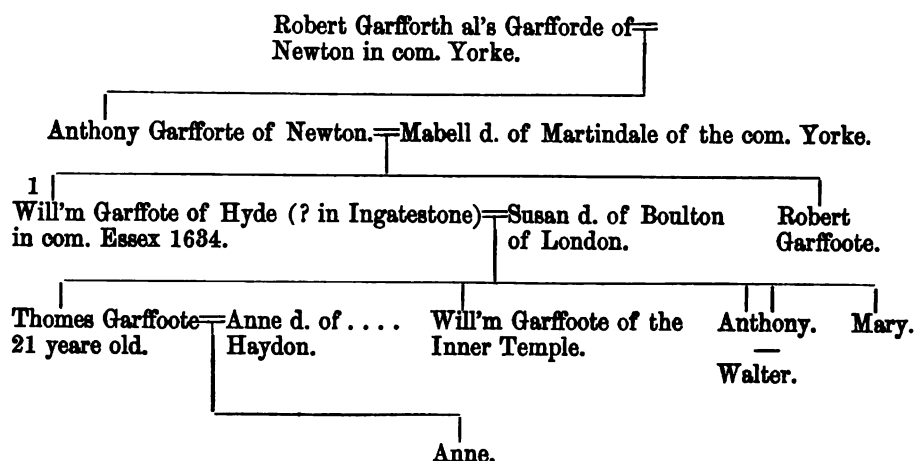 Robert Garfforth al's Garfforde of
Newton in com. Yorke.
Anthony Garfforte of Newton. Mabell d. of Martindale of the com. Yorke.
1
Will'm Garffote of Hyde (? in Ingatestone) Susan d. of Boulton Robert
in com. Essex 1634. of London. Garffoote.
Thomes Garffoote Anne d. of .... Will'm Garffoote of the Anthony. Mary.
21 yeare old. Haydon. Inner Temple.
Walter.
Anne.